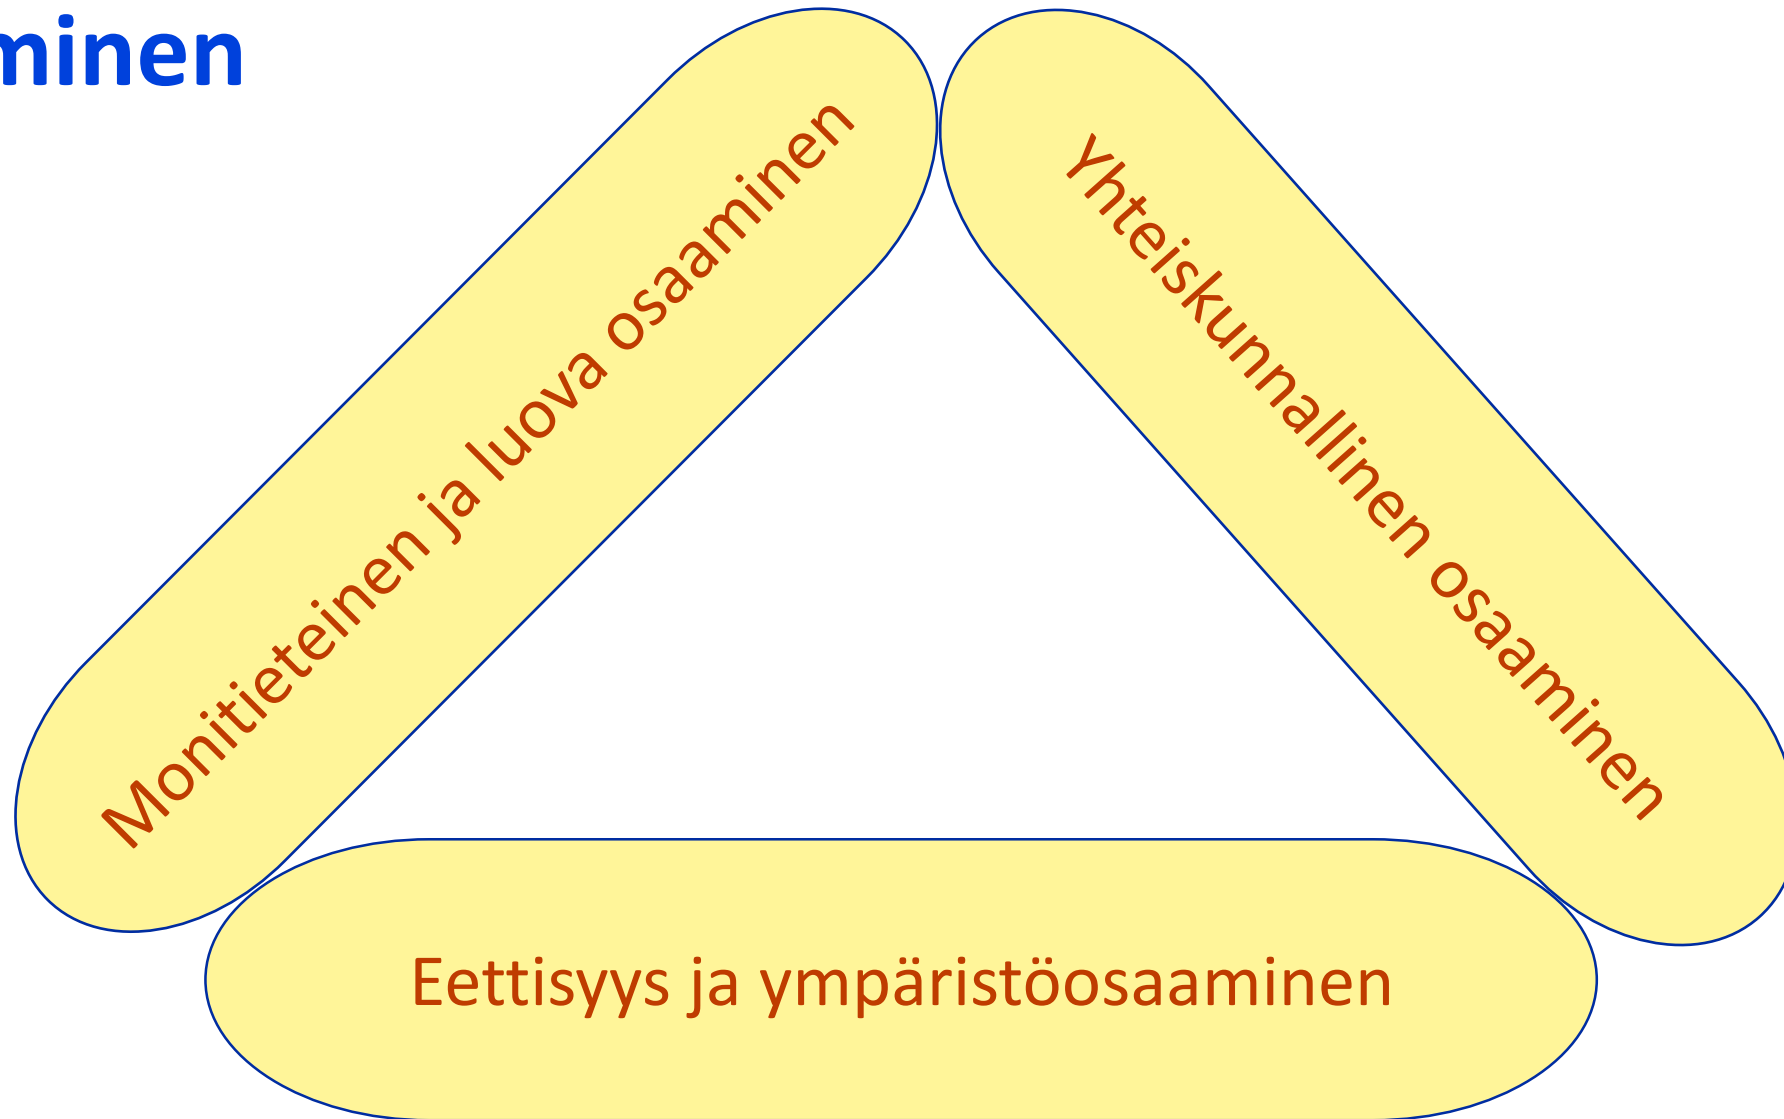 minen
Monitieteinen ja luova osaaminen
Yhteiskunnallinen osaaminen
Eettisyys ja ympäristöosaaminen